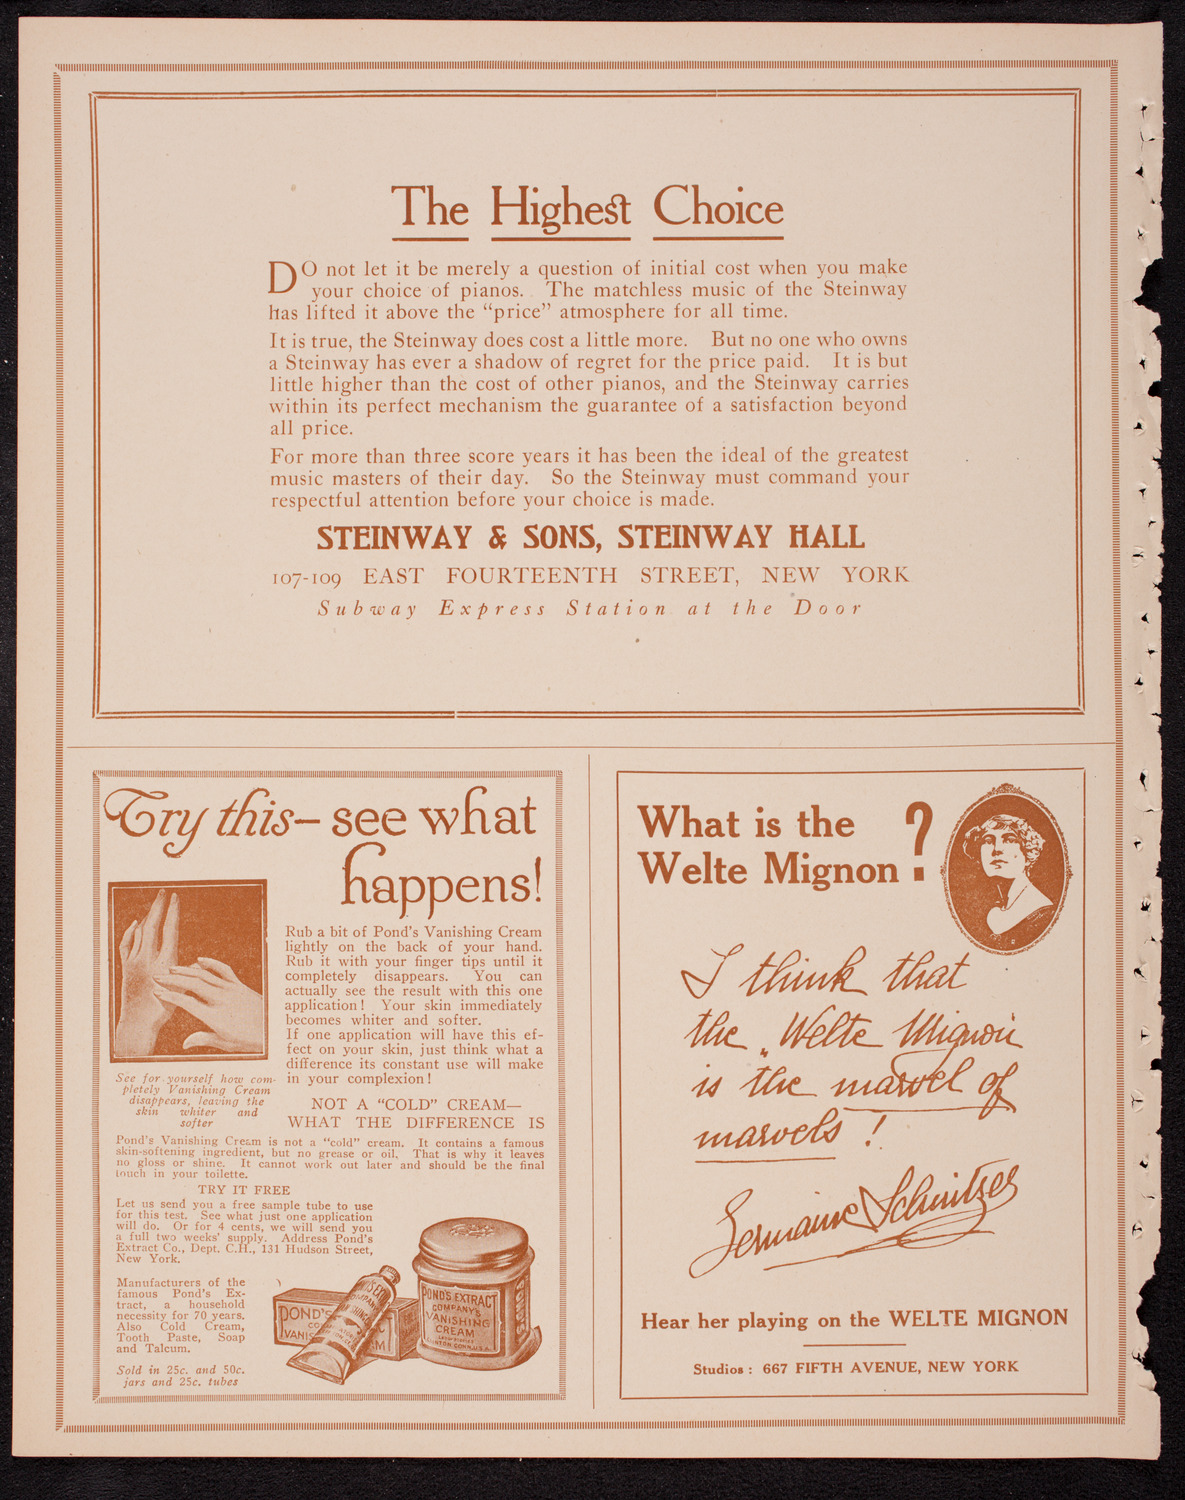 The Highest Choice
DO not let it be merely a question of initial cost when you make
your choice of pianos. The matchless music of the Steinway
has lifted it above the “price” atmosphere for all time.
It is true, the Steinway does cost a little more. But no one who owns
a Steinway has ever a shadow of regret for the price paid. It is but
little higher than the cost of other pianos, and the Steinway carries
within its perfect mechanism the guarantee of a satisfaction beyond
all price.
For more than three score years it has been the ideal of the greatest
music masters of their day. So the Steinway must command your
respectful attention before your choice is made.
STEINWAY & SONS, STEINWAY HALL
107-109 EAST FOURTEENTH STREET, NEW YORK
Subway Express Station at the Door
Try this—see what
happens!
Rub a bit of Pond's Vanishing Cream
lightly on the back of your hand.
Rub it with your finger tips until it
completely disappears. You can
actually see the result with this one
application! Your skin immediately
becomes whiter and softer.
If one application will have this ef-
fect on your skin, just think what a
difference its constant use will make
in your complexion!
See for yourself how com-
pletely Vanishing Cream
disappears, leaving the
skin whiter and
softer
NOT A “COLD” CREAM—
WHAT THE DIFFERENCE IS
Pond's Vanishing Cream is not a “cold” cream. It contains a famous
skin-softening ingredient, but no grease or oil. That is why it leaves
no gloss or shine. It cannot work out later and should be the final
touch in your toilette.
TRY IT FREE
Let us send you a free sample tube to use
for this test. See what just one application
will do. Or for 4 cents, we will send you
a full two weeks' supply. Address Pond's
Extract Co., Dept. C.H., 131 Hudson Street,
New York.
Manufacturers of the
famous Pond's Ex-
tract, a household
necessity for 70 years.
Also Cold Cream,
Tooth Paste, Soap
and Talcum.
Sold in 25c. and 50c.
jars and 25c. tubes
POND'S
VANIS
POND'S EXTRACT
COMPANY'S
VANISHING
CREAM
What is the
Welte Mignon?
I think that
the „Welte Mignon
is the marvel of
marvels!
Germaine Schnitzer
Hear her playing on the WELTE MIGNON
Studios: 667 FIFTH AVENUE, NEW YORK